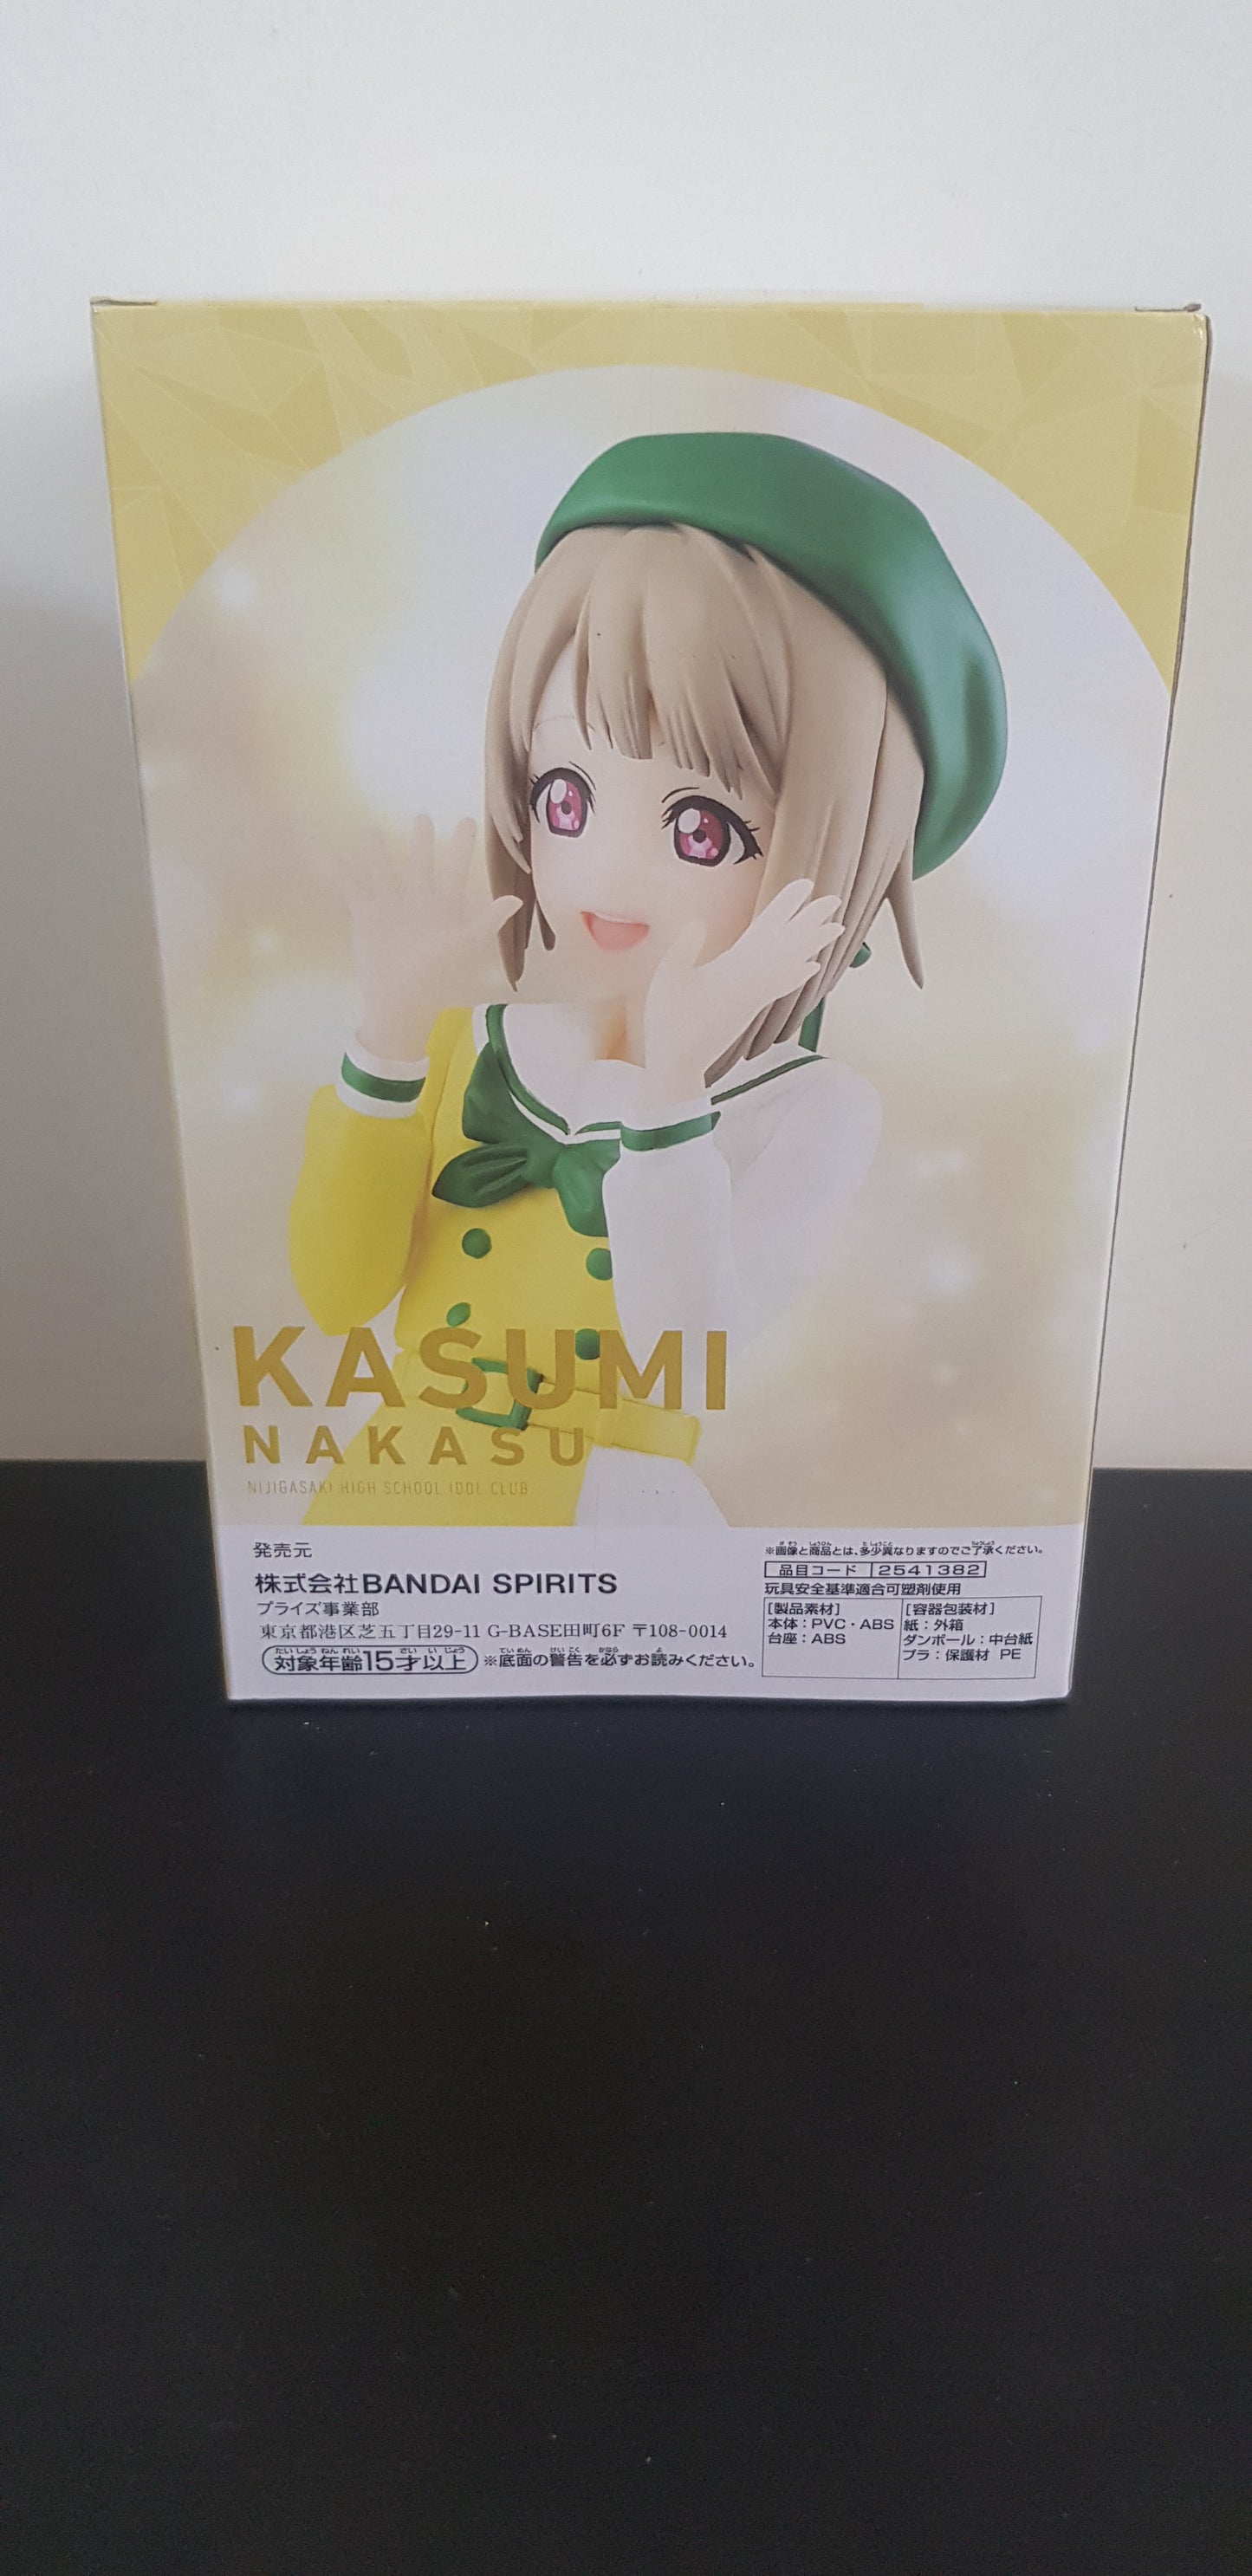 KASUMI
NAKASU
NIJIGASAKI HIGH SCHOOL IDOL CLUB
発売元
株式会社BANDAI SPIRITS
プライズ事業部
東京都港区芝五丁目29-11 G-BASE田町6F 〒108-0014
対象年齢15才以上 ※底面の警告を必ずお読みください。
※画像と商品とは、多少異なりますのでご了承ください。
品目コード 2541382
玩具安全基準適合可塑剤使用
[製品素材]
本体：PVC・ABS
台座：ABS
[容器包装材]
紙：外箱
ダンボール：中台紙
プラ：保護材 PE